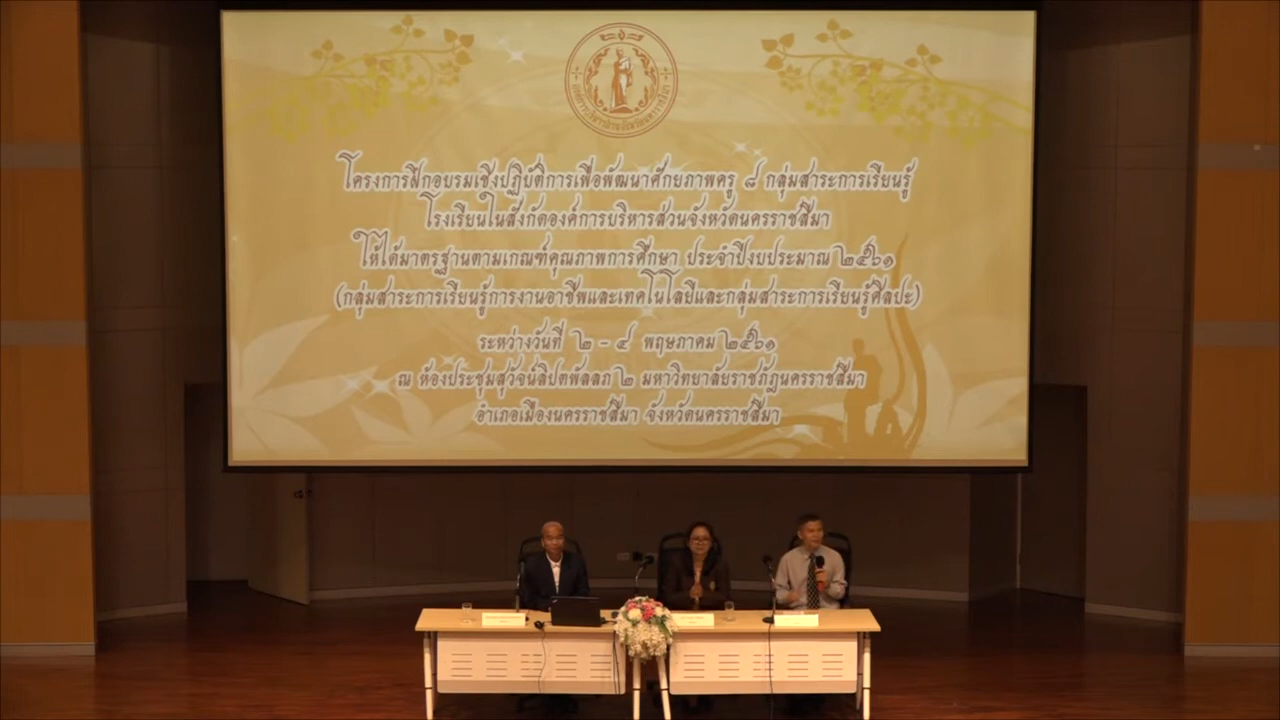 โครงการฝึกอบรมเชิงปฏิบัติการเพื่อพัฒนาศักยภาพครู ๘ กลุ่มสาระการเรียนรู้
โรงเรียนในสังกัดองค์การบริหารส่วนจังหวัดนครราชสีมา
ให้ได้มาตรฐานตามเกณฑ์คุณภาพการศึกษา ประจำปีงบประมาณ ๒๕๖๑
(กลุ่มสาระการเรียนรู้การงานอาชีพและเทคโนโลยีและกลุ่มสาระการเรียนรู้ศิลปะ)
ระหว่างวันที่ ๒ - ๔ พฤษภาคม ๒๕๖๑
ณ ห้องประชุมสุวัจน์ลิปตพัลลภ ๒ มหาวิทยาลัยราชภัฏนครราชสีมา
อำเภอเมืองนครราชสีมา จังหวัดนครราชสีมา